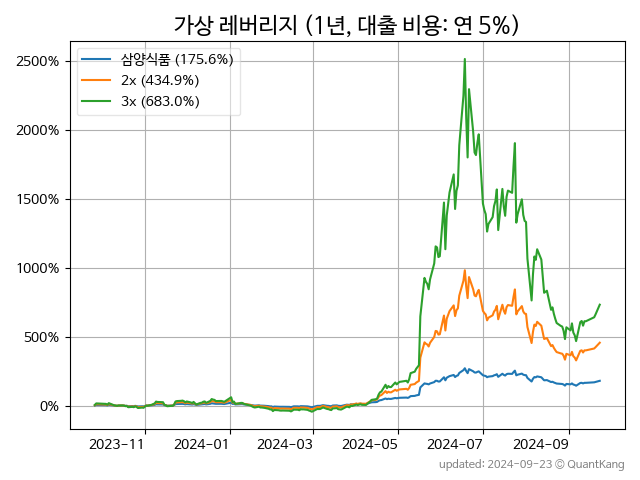 가상 레버리지 (1년, 대출 비용: 연 5%)
2500%
2000%
1500%
1000%
500%
0%
삼양식품 (175.6%)
2x (434.9%)
3x (683.0%)
2023-11
2024-01
2024-03
2024-05
2024-07
2024-09
updated: 2024-09-23 © QuantKang